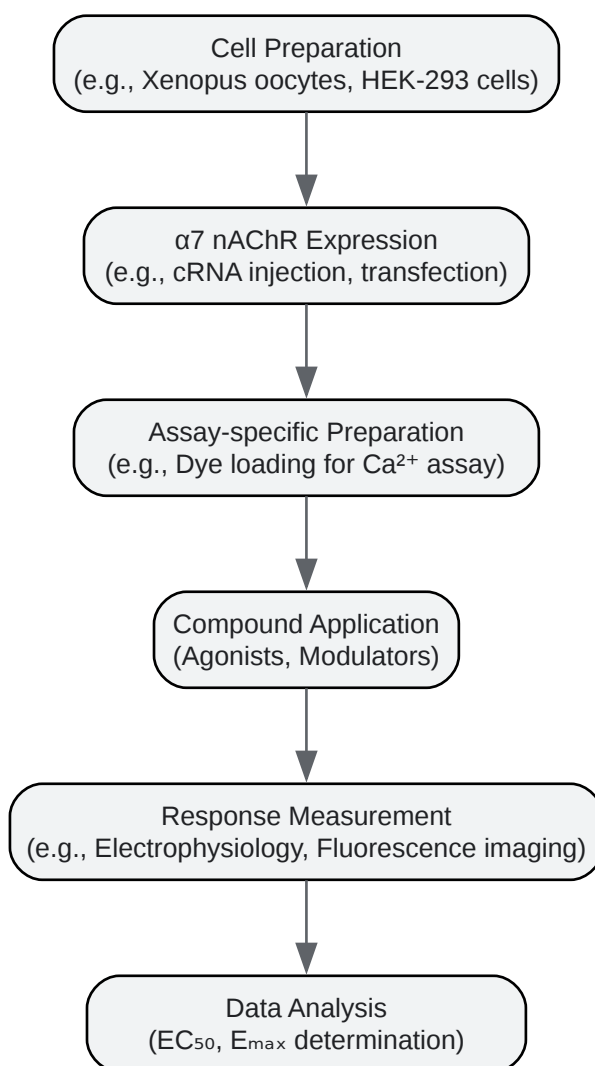 Cell Preparation
(e.g., Xenopus oocytes, HEK-293 cells)
α7 nAChR Expression
(e.g., cRNA injection, transfection)
Assay-specific Preparation
(e.g., Dye loading for Ca²⁺ assay)
Compound Application
(Agonists, Modulators)
Response Measurement
(e.g., Electrophysiology, Fluorescence imaging)
Data Analysis
(EC₅₀, Eₘₐₓ determination)